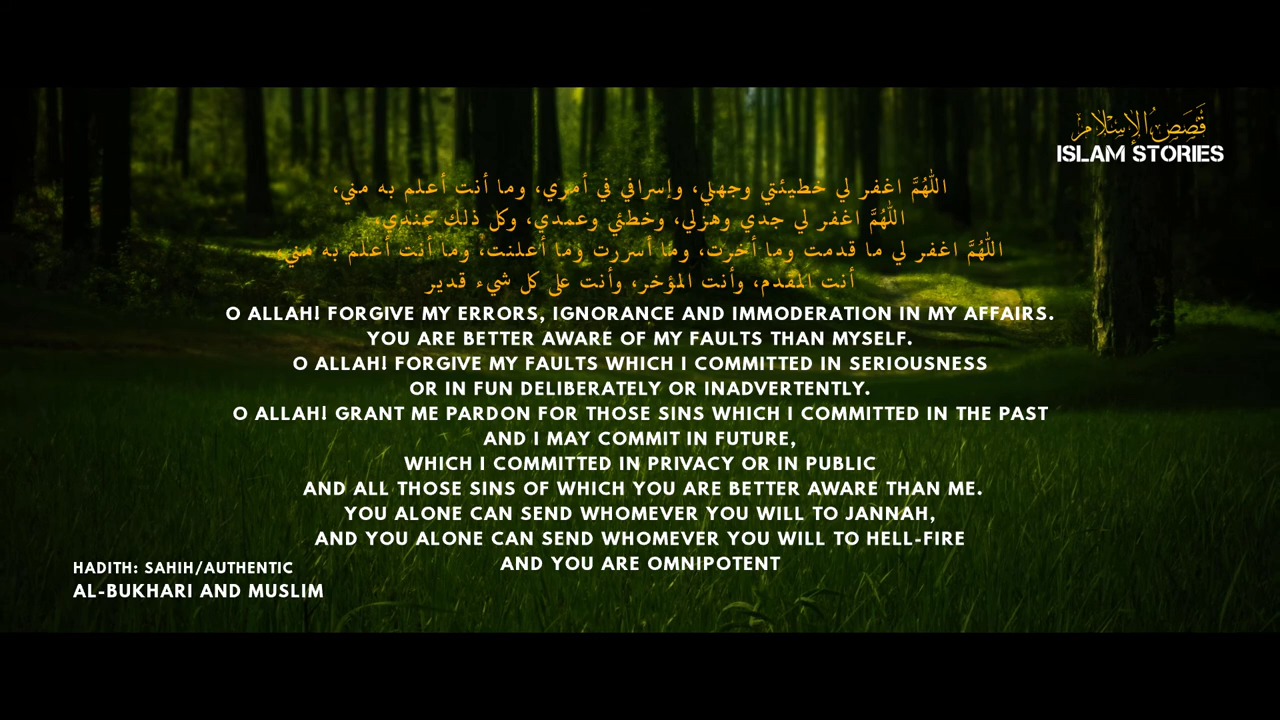 قصص الإسلام
ISLAM STORIES
اللهُمَّ اغفر لي خطيئتي وجهلي، وإسرافي في أمري، وما أنت أعلم به مني،
اللهُمَّ اغفر لي جدي وهزلي، وخطئي وعمدي، وكل ذلك عندي،
اللهُمَّ اغفر لي ما قدمت وما أخرت، وما أسررت وما أعلنت، وما أنت أعلم به مني،
أنت المقدم، وأنت المؤخر، وأنت على كل شيء قدير
O ALLAH! FORGIVE MY ERRORS, IGNORANCE AND IMMODERATION IN MY AFFAIRS.
YOU ARE BETTER AWARE OF MY FAULTS THAN MYSELF.
O ALLAH! FORGIVE MY FAULTS WHICH I COMMITTED IN SERIOUSNESS
OR IN FUN DELIBERATELY OR INADVERTENTLY.
O ALLAH! GRANT ME PARDON FOR THOSE SINS WHICH I COMMITTED IN THE PAST
AND I MAY COMMIT IN FUTURE,
WHICH I COMMITTED IN PRIVACY OR IN PUBLIC
AND ALL THOSE SINS OF WHICH YOU ARE BETTER AWARE THAN ME.
YOU ALONE CAN SEND WHOMEVER YOU WILL TO JANNAH,
AND YOU ALONE CAN SEND WHOMEVER YOU WILL TO HELL-FIRE
AND YOU ARE OMNIPOTENT
HADITH: SAHIH/AUTHENTIC
AL-BUKHARI AND MUSLIM